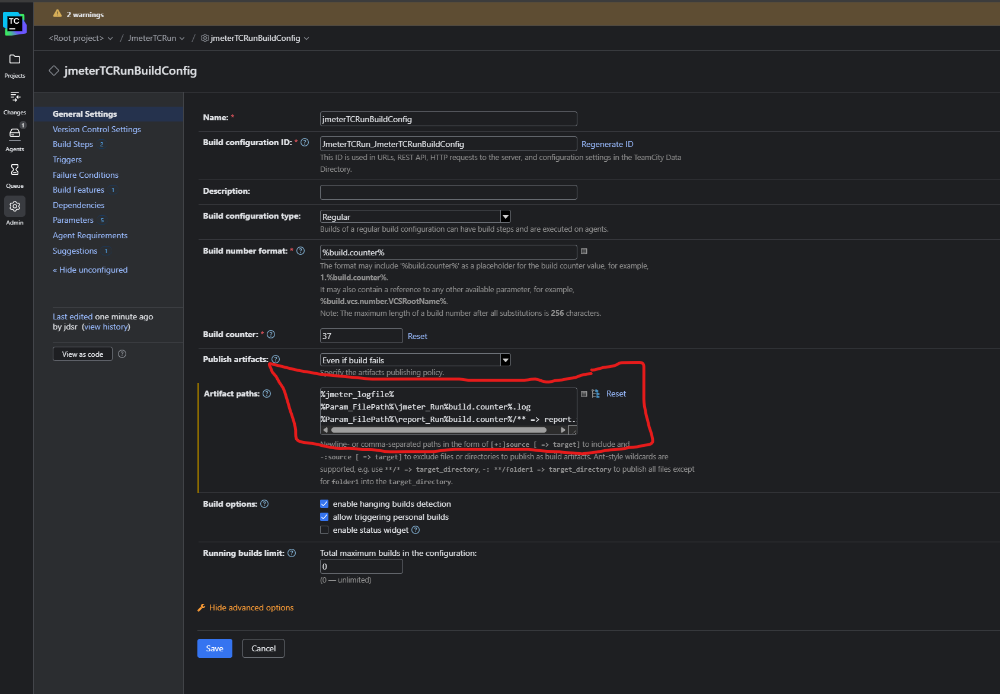 TC
2 warnings
<Root project> / JmeterTCRun / jmeterTCRunBuildConfig
jmeterTCRunBuildConfig
Projects
Changes
1
Agents
Queue
Admin
General Settings
Version Control Settings
Build Steps 2
Triggers
Failure Conditions
Build Features 1
Dependencies
Parameters 5
Agent Requirements
Suggestions 1
« Hide unconfigured
Last edited one minute ago
by jdsr (view history)
View as code ?
Name: *
jmeterTCRunBuildConfig
Build configuration ID: * ?
JmeterTCRun_JmeterTCRunBuildConfig Regenerate ID
This ID is used in URLs, REST API, HTTP requests to the server, and configuration settings in the TeamCity Data
Directory.
Description:
Build configuration type:
Regular
Builds of a regular build configuration can have build steps and are executed on agents.
Build number format: * ?
%build.counter%
The format may include '%build.counter%' as a placeholder for the build counter value, for example,
1.%build.counter%.
It may also contain a reference to any other available parameter, for example,
%build.vcs.number.VCSRootName%.
Note: The maximum length of a build number after all substitutions is 256 characters.
Build counter: * ?
37 Reset
Publish artifacts: ?
Even if build fails
Specify the artifacts publishing policy.
Artifact paths: ?
%jmeter_logfile%
%Param_FilePath%\jmeter_Run%build.counter%.log
%Param_FilePath%\report_Run%build.counter%/** => report.
Reset
Newline- or comma-separated paths in the form of [+:]source [ => target] to include and
-:source [ => target] to exclude files or directories to publish as build artifacts. Ant-style wildcards are
supported, e.g. use **/* => target_directory, -: **/folder1 => target_directory to publish all files except
for folder1 into the target_directory.
Build options: ?
enable hanging builds detection
allow triggering personal builds
enable status widget ?
Running builds limit: ?
Total maximum builds in the configuration:
0
(0 — unlimited)
Hide advanced options
Save
Cancel